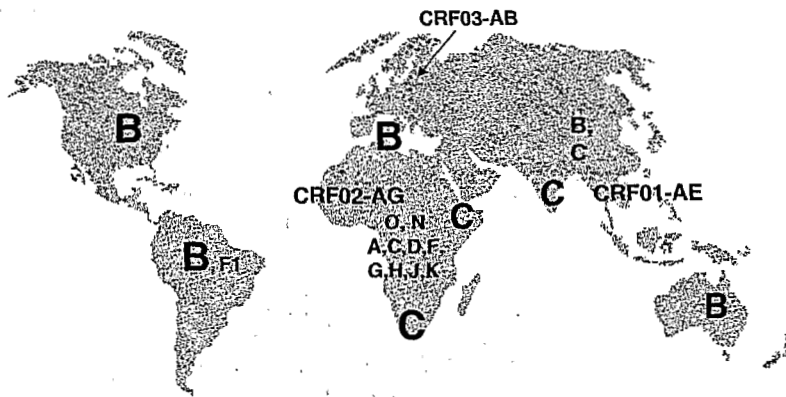 CRF03-AB
B
B
B,
C
CRF02-AG
C
C
CRF01-AE
O, N
A,C,D,F,
G,H,J,K
B,F1
C
B